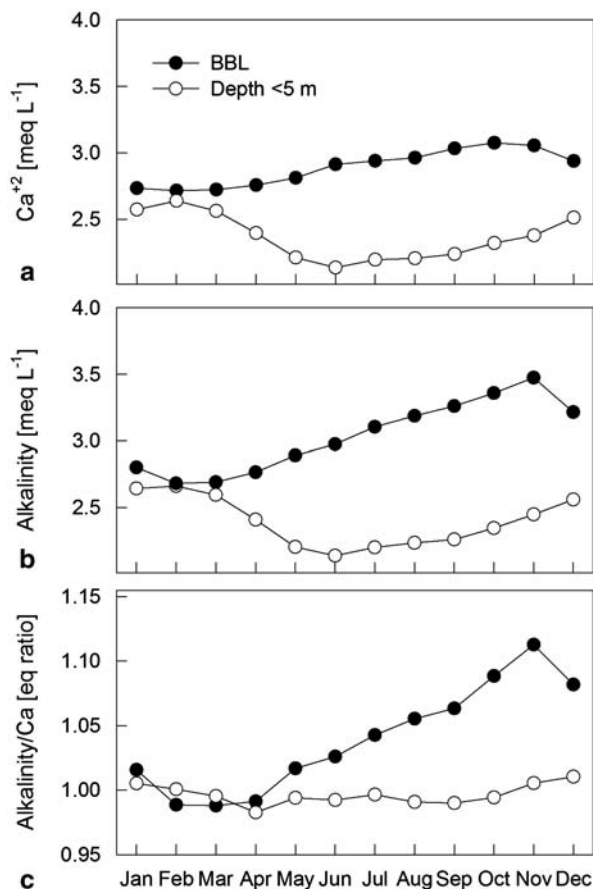 4.0
BBL
Depth <5 m
3.5
3.0
2.5
Ca+2 [meq L-1]
a
4.0
3.5
3.0
2.5
Alkalinity [meq L-1]
b
1.15
1.10
1.05
1.00
0.95
Alkalinity/Ca [eq ratio]
c
Jan Feb Mar Apr May Jun Jul Aug Sep Oct Nov Dec